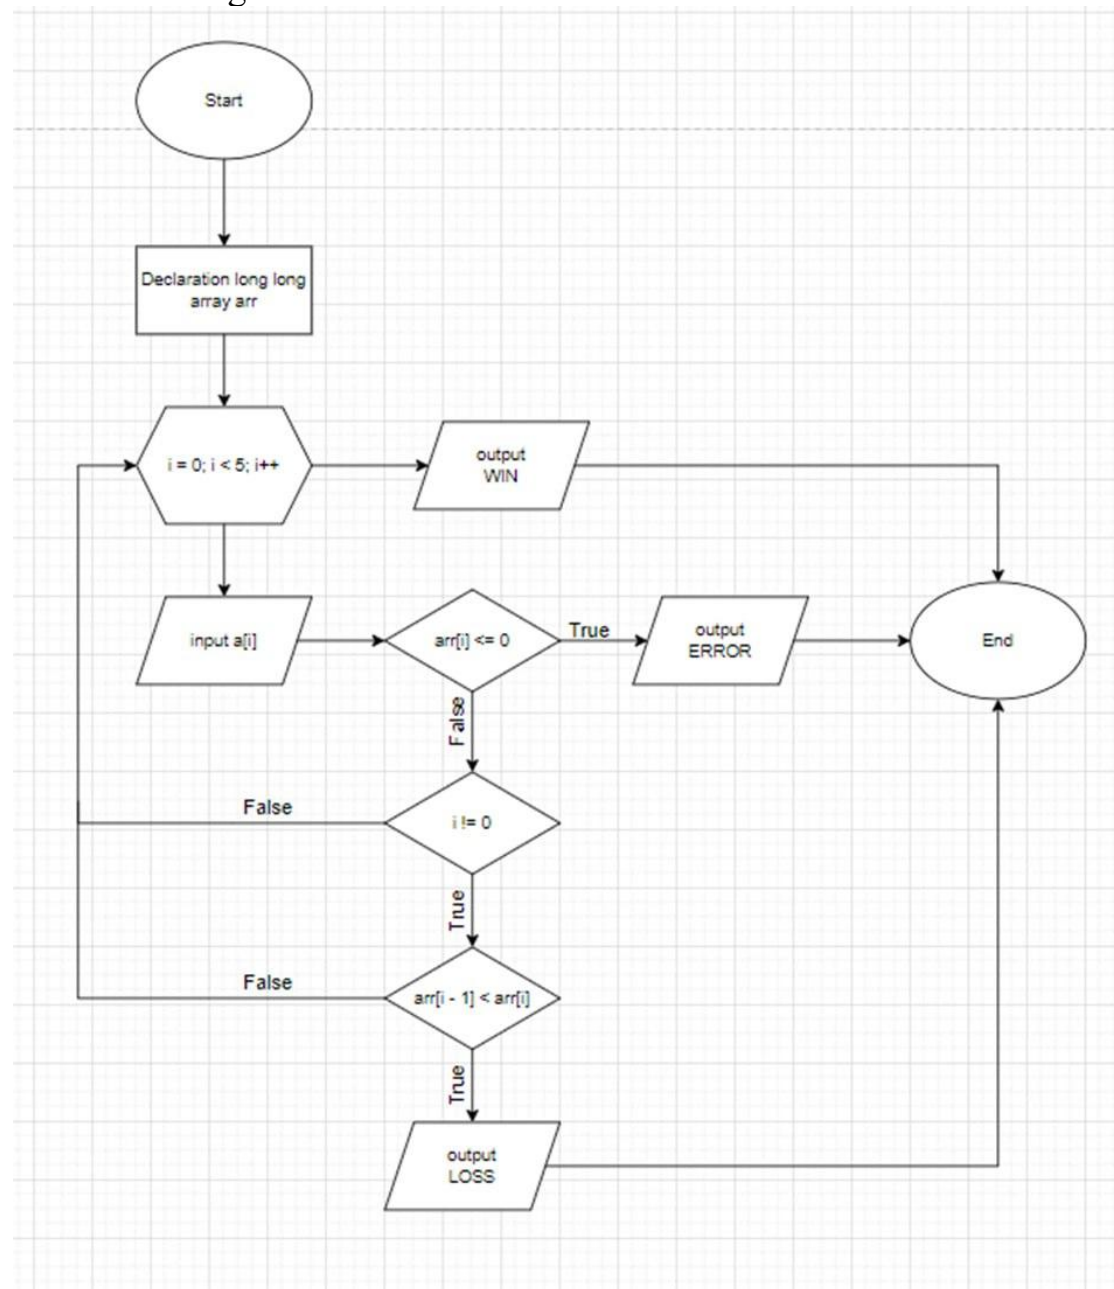 Start
Declaration long long
array arr
i = 0; i < 5; i++
output
WIN
input a[i]
arr[i] <= 0
True
output
ERROR
End
False
False
i != 0
True
False
arr[i - 1] < arr[i]
True
output
LOSS